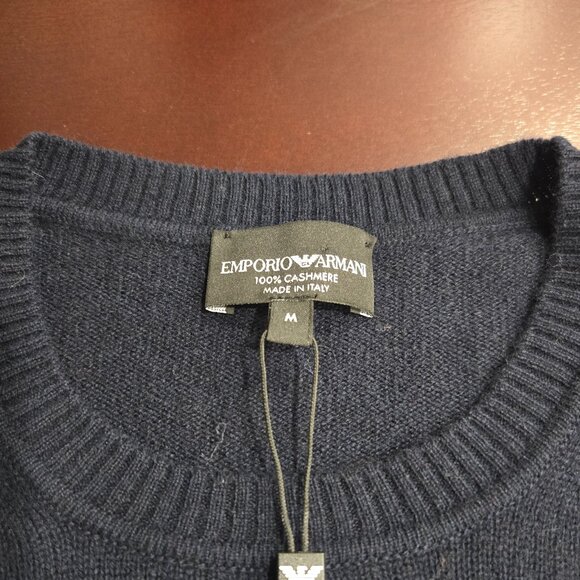 EMPORIO ARMANI
100% CASHMERE
MADE IN ITALY
M